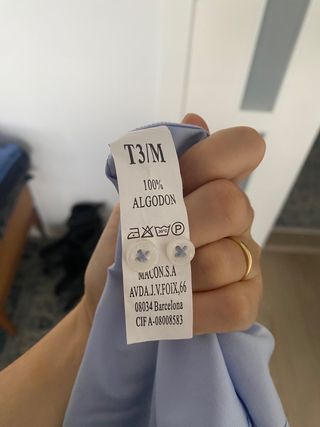 T3/M
100%
ALGODON
P
MACON.S.A
AVDA.J.V.FOIX,66
08034 Barcelona
CIF A-08008583